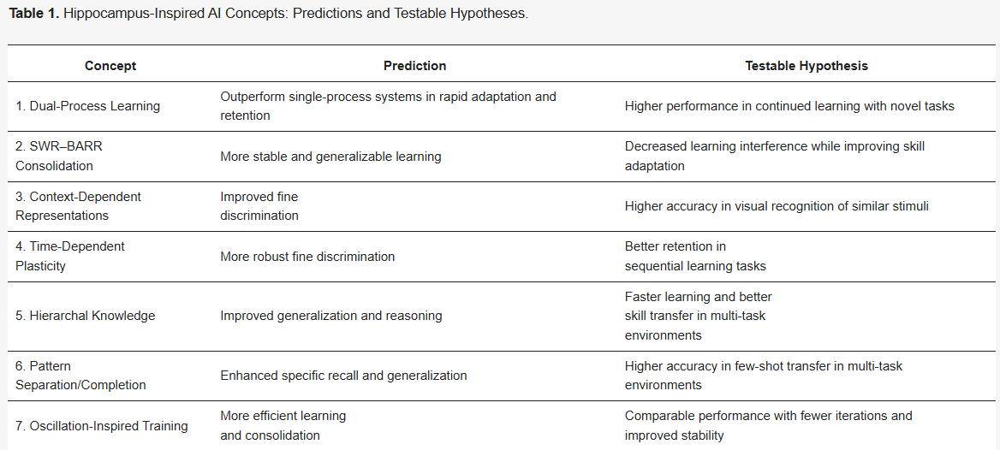 Table 1. Hippocampus-Inspired AI Concepts: Predictions and Testable Hypotheses.
Concept Prediction Testable Hypothesis
1. Dual-Process Learning
Outperform single-process systems in rapid adaptation and
retention
Higher performance in continued learning with novel tasks
2. SWR–BARR
Consolidation
More stable and generalizable learning
Decreased learning interference while improving skill
adaptation
3. Context-Dependent
Representations
Improved fine
discrimination
Higher accuracy in visual recognition of similar stimuli
4. Time-Dependent
Plasticity
More robust fine discrimination
Better retention in
sequential learning tasks
5. Hierarchal Knowledge
Improved generalization and reasoning
Faster learning and better
skill transfer in multi-task
environments
6. Pattern
Separation/Completion
Enhanced specific recall and generalization
Higher accuracy in few-shot transfer in multi-task
environments
7. Oscillation-Inspired Training
More efficient learning
and consolidation
Comparable performance with fewer iterations and
improved stability